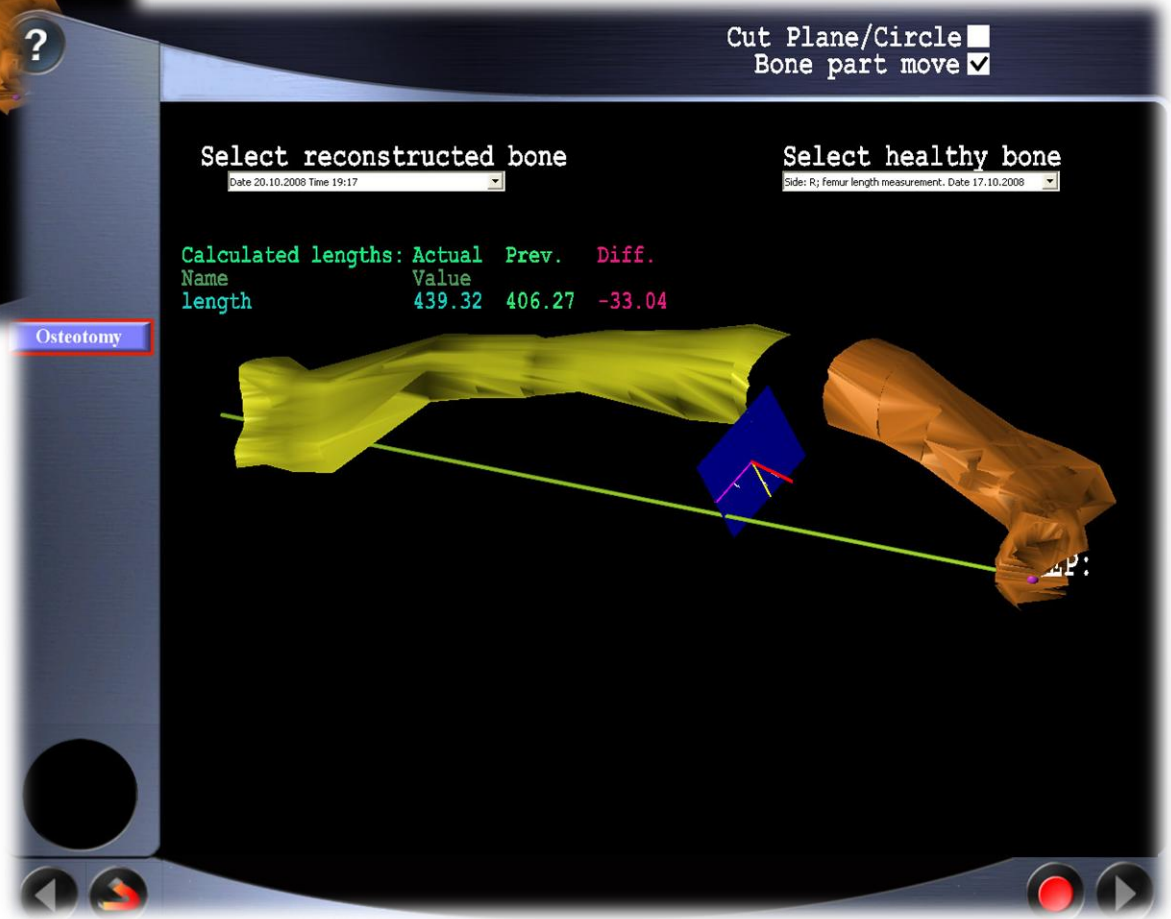 ?
Cut Plane/Circle
Bone part move
Select reconstructed bone
Select healthy bone
Date 20.10.2008 Time 19:17
Side: R; femur length measurement. Date 17.10.2008
Calculated lengths: Actual Prev. Diff.
Name Value
length 439.32 406.27 -33.04
Osteotomy